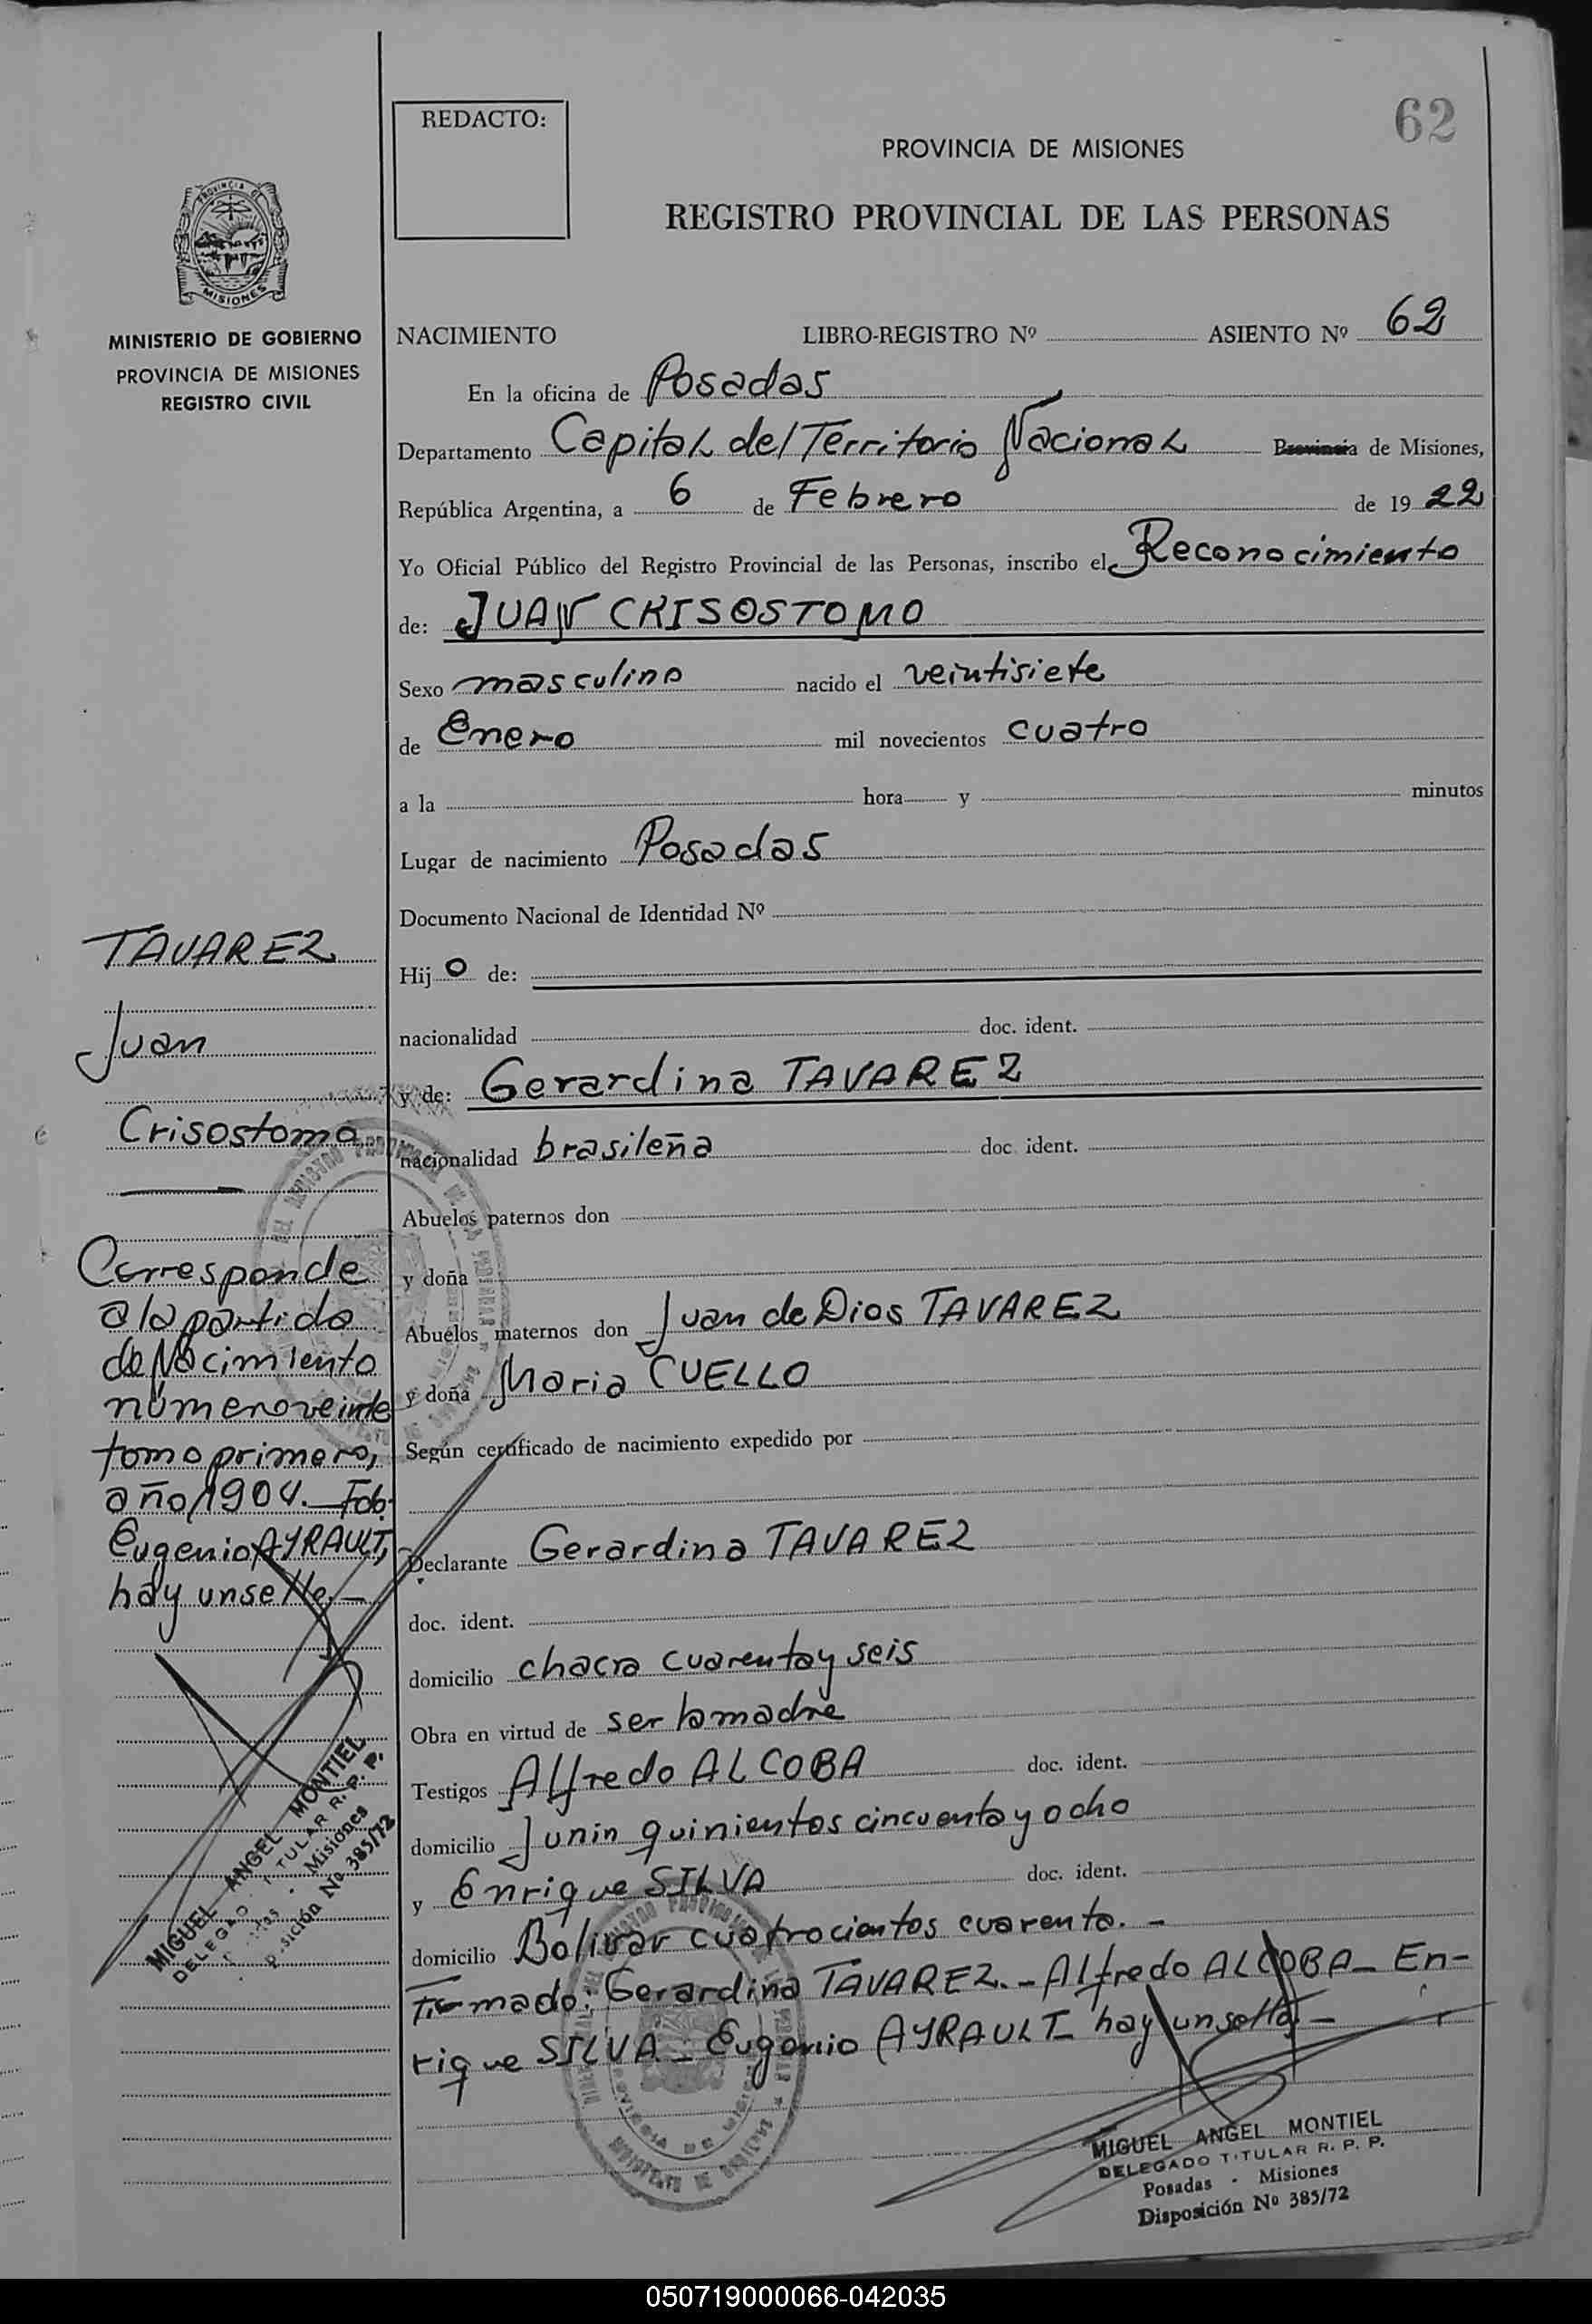 62
REDACTO:
PROVINCIA DE MISIONES
REGISTRO PROVINCIAL DE LAS PERSONAS
MISIONES
MINISTERIO DE GOBIERNO
PROVINCIA DE MISIONES
REGISTRO CIVIL
NACIMIENTO LIBRO-REGISTRO Nº ASIENTO Nº 62
En la oficina de Posadas
Departamento Capital del Territorio Nacional Provincia de Misiones,
República Argentina, a 6 de Febrero de 1922
Yo Oficial Público del Registro Provincial de las Personas, inscribo el Reconocimiento
de: JUAN CRISOSTOMO
Sexo masculino nacido el veintisiete
de Enero mil novecientos cuatro
a la hora y minutos
Lugar de nacimiento Posadas
Documento Nacional de Identidad Nº
Hijo de:
nacionalidad doc. ident.
y de: Gerardina TAVAREZ
nacionalidad brasileña doc. ident.
Abuelos paternos don
y doña
Abuelos maternos don Juan de Dios TAVAREZ
y doña Maria CUELLO
Según certificado de nacimiento expedido por
Declarante Gerardina TAVAREZ
doc. ident.
domicilio chacra cuarenta y seis
Obra en virtud de ser la madre
Testigos Alfredo ALCOBA doc. ident.
domicilio Junin quinientos cincuenta y ocho
y Enrique SILVA doc. ident.
domicilio Bolivar cuatrocientos cuarenta.-
Firmado: Gerardina TAVAREZ.- Alfredo ALCOBA- En-
rique SILVA- Eugenio AYRAULT- hay un sello.-
MIGUEL ANGEL MONTIEL
DELEGADO TITULAR R. P. P.
Posadas - Misiones
Disposición Nº 385/72
TAVAREZ
Juan
Crisostomo
Corresponde
a la partida
de Nacimiento
número veinte
tomo primero,
año 1904.- Fdo.
Eugenio AYRAULT,
hay un sello.-
MIGUEL ANGEL MONTIEL
DELEGADO TITULAR R. P. P.
Misiones
Disposición Nº 385/72
050719000066-042035